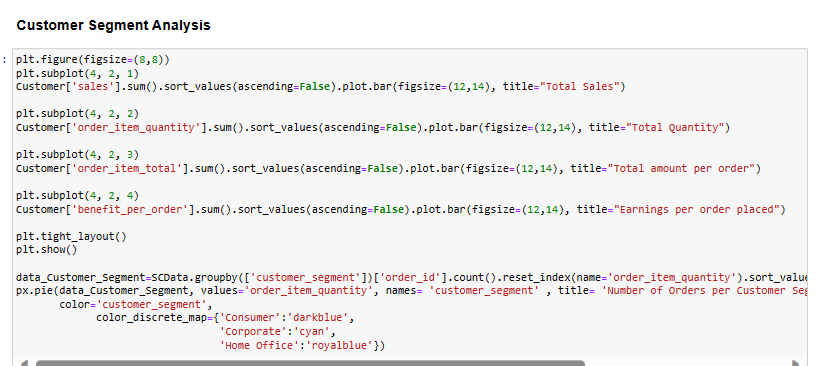 Customer Segment Analysis
:
plt.figure(figsize=(8,8))
plt.subplot(4, 2, 1)
Customer['sales'].sum().sort_values(ascending=False).plot.bar(figsize=(12,14), title="Total Sales")
plt.subplot(4, 2, 2)
Customer['order_item_quantity'].sum().sort_values(ascending=False).plot.bar(figsize=(12,14), title="Total Quantity")
plt.subplot(4, 2, 3)
Customer['order_item_total'].sum().sort_values(ascending=False).plot.bar(figsize=(12,14), title="Total amount per order")
plt.subplot(4, 2, 4)
Customer['benefit_per_order'].sum().sort_values(ascending=False).plot.bar(figsize=(12,14), title="Earnings per order placed")
plt.tight_layout()
plt.show()
data_Customer_Segment=SCData.groupby(['customer_segment'])['order_id'].count().reset_index(name='order_item_quantity').sort_value
px.pie(data_Customer_Segment, values='order_item_quantity', names= 'customer_segment' , title= 'Number of Orders per Customer Seg
color='customer_segment',
color_discrete_map={'Consumer':'darkblue',
'Corporate':'cyan',
'Home Office':'royalblue'})